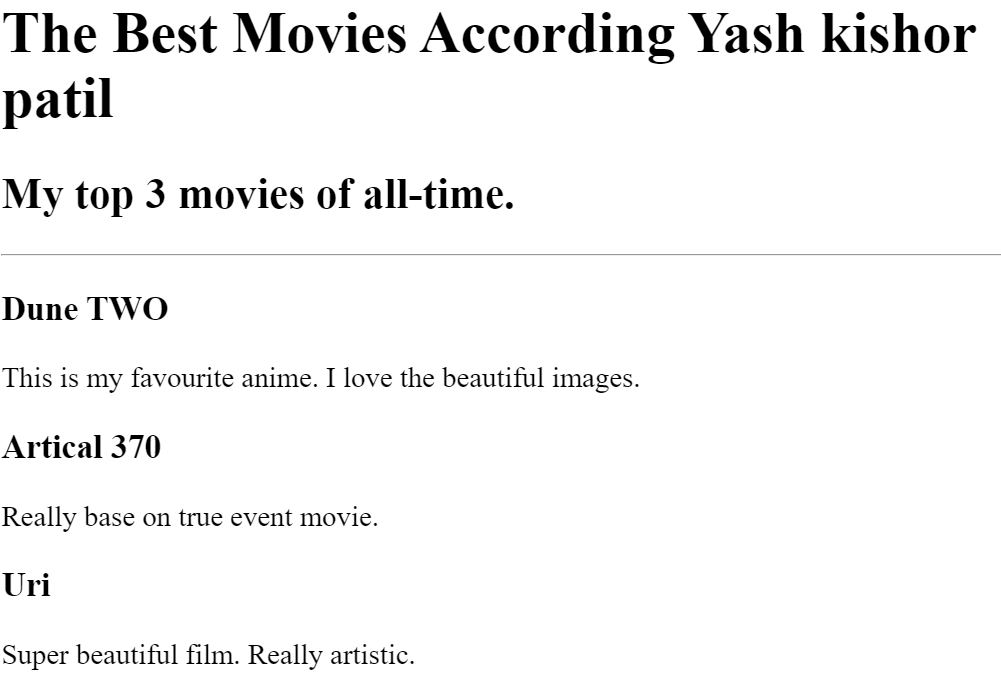 The Best Movies According Yash kishor
patil
My top 3 movies of all-time.
Dune TWO
This is my favourite anime. I love the beautiful images.
Artical 370
Really base on true event movie.
Uri
Super beautiful film. Really artistic.